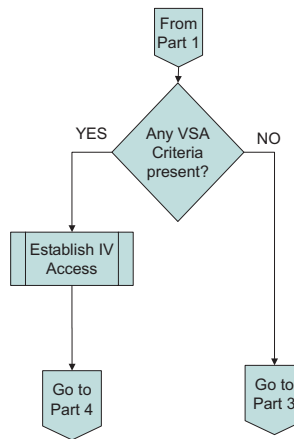 From
Part 1
YES
Any VSA
Criteria
present?
NO
Establish IV
Access
Go to
Part 4
Go to
Part 3